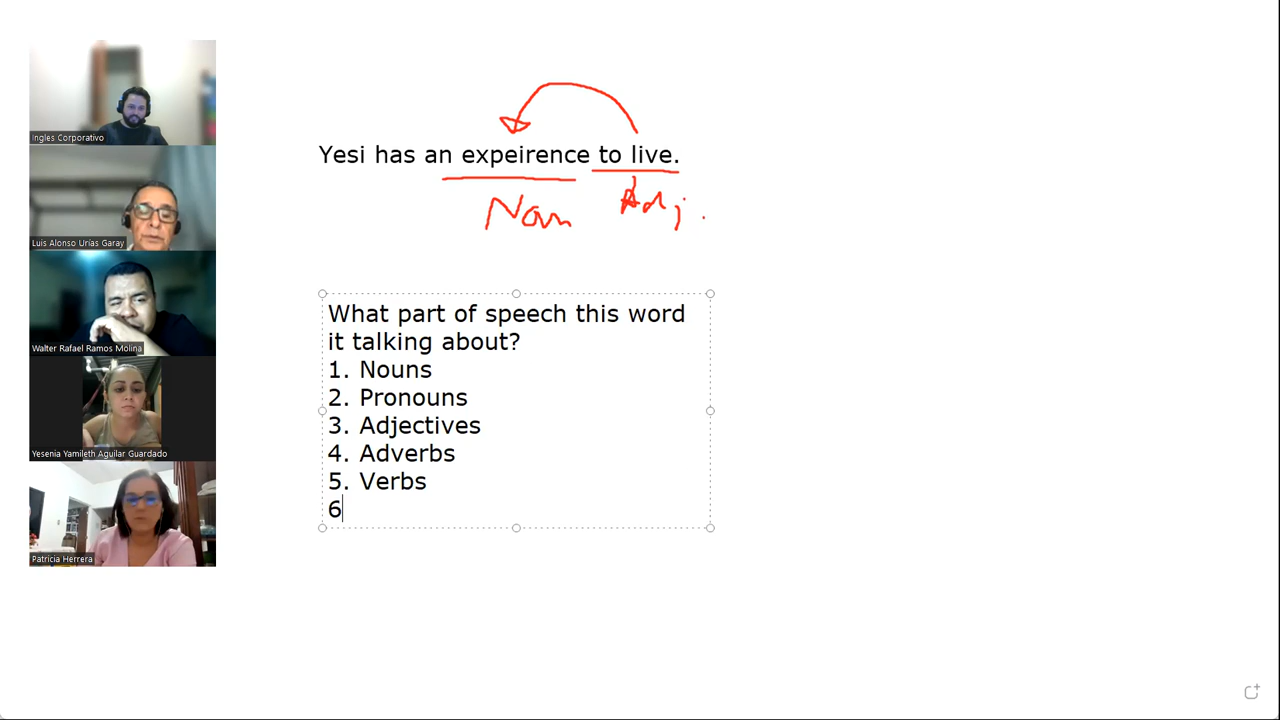 Ingles Corporativo
Luis Alonso Urías Garay
Walter Rafael Ramos Molina
Yesenia Yamileth Aguilar Guardado
Patricia Herrera
Yesi has an expeirence to live.
Noun Adj.
What part of speech this word
it talking about?
1. Nouns
2. Pronouns
3. Adjectives
4. Adverbs
5. Verbs
6